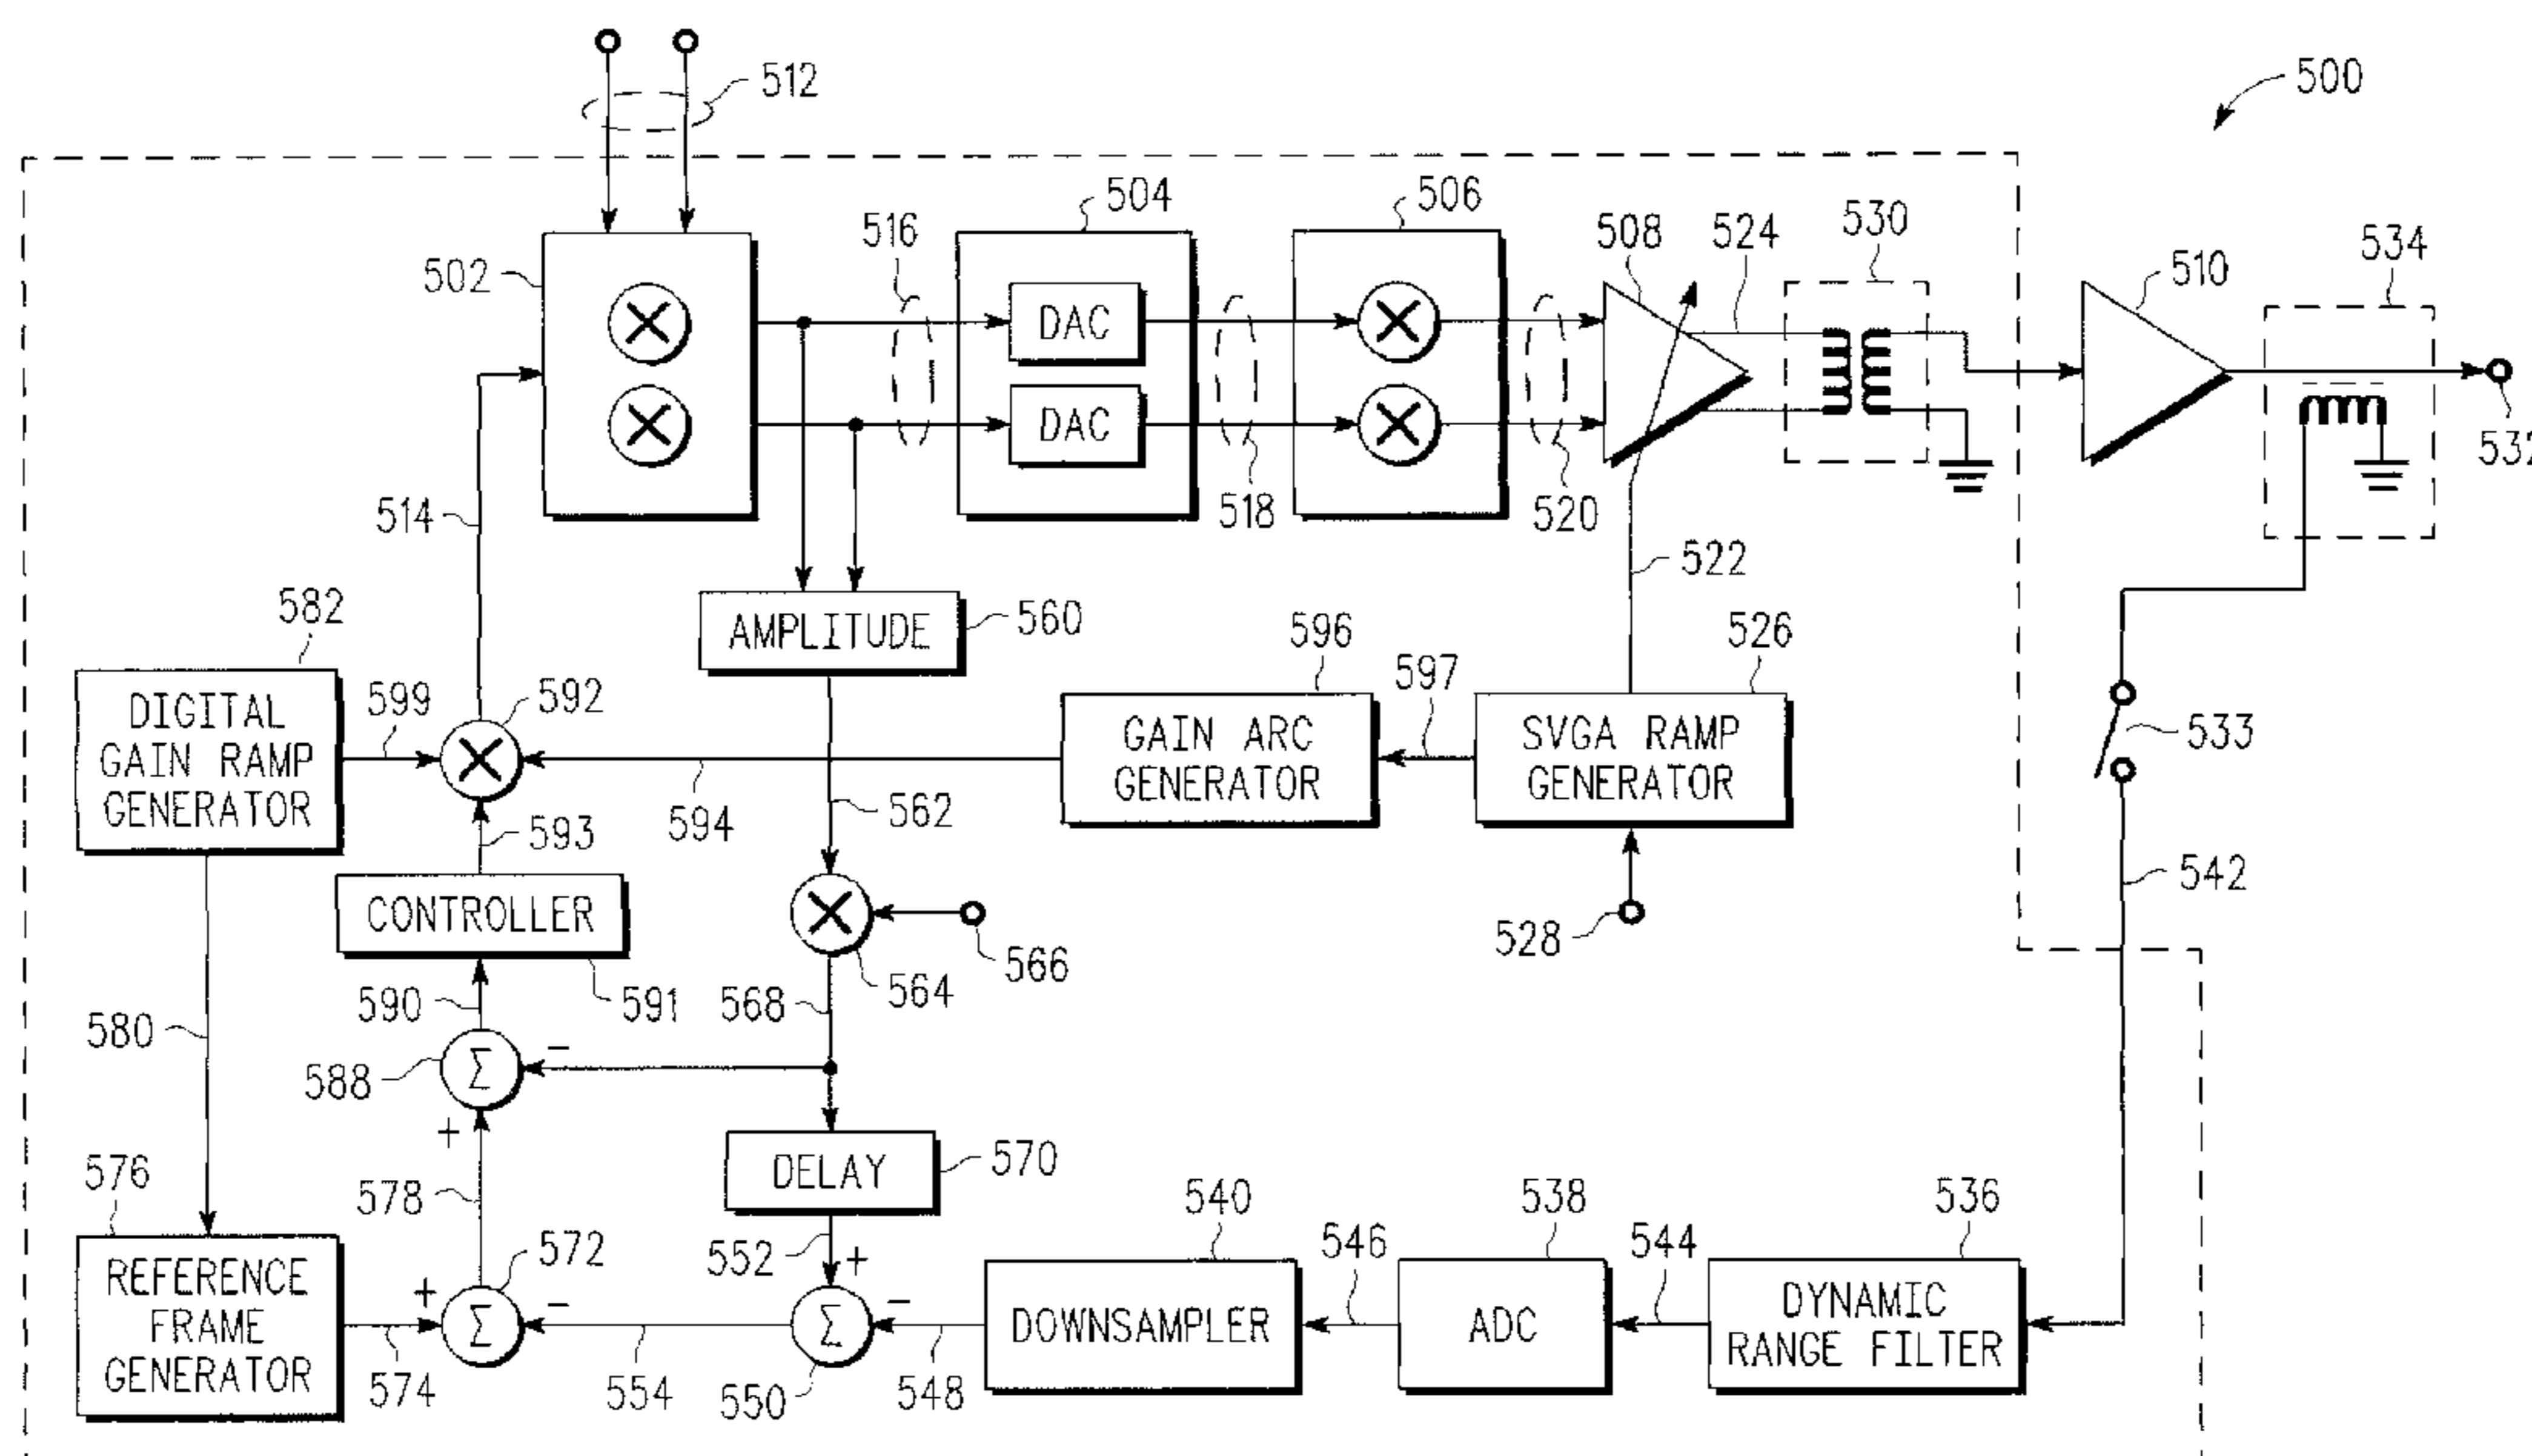 512
500
504
506
516
508
524
530
534
510
502
DAC
DAC
532
518
520
514
522
582
AMPLITUDE
560
596
597
526
DIGITAL
GAIN RAMP
GENERATOR
599
592
GAIN ARC
GENERATOR
SVGA RAMP
GENERATOR
533
593
594
562
CONTROLLER
528
542
566
564
590
591
568
580
588
Σ
−
+
576
578
DELAY
570
540
538
536
572
552
+
546
544
REFERENCE
FRAME
GENERATOR
+
Σ
−
Σ
−
DOWNSAMPLER
ADC
DYNAMIC
RANGE FILTER
574
554
550
548